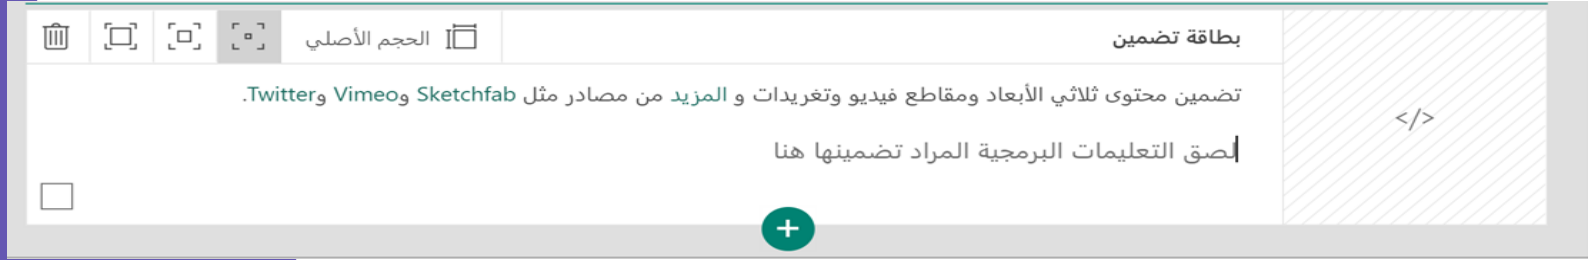 بطاقة تضمين
الحجم الأصلي
تضمين محتوى ثلاثي الأبعاد ومقاطع فيديو وتغريدات و المزيد من مصادر مثل Sketchfab وVimeo وTwitter.
</>
لصق التعليمات البرمجية المراد تضمينها هنا